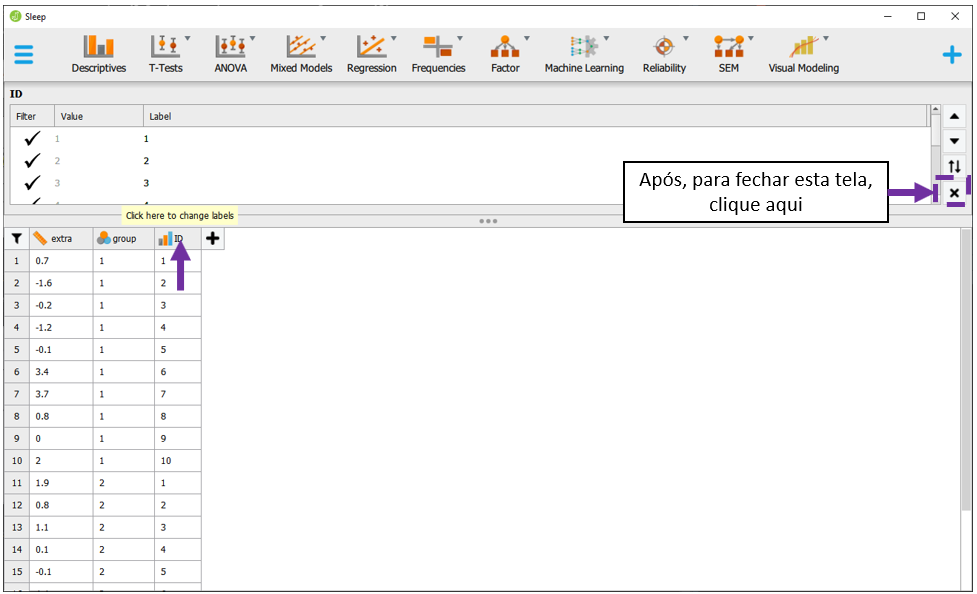 Sleep
Descriptives T-Tests ANOVA Mixed Models Regression Frequencies Factor Machine Learning Reliability SEM Visual Modeling
ID
Filter Value Label
1 1
2 2
3 3
Após, para fechar esta tela,
clique aqui
Click here to change labels
extra group ID
1 0.7 1 1
2 -1.6 1 2
3 -0.2 1 3
4 -1.2 1 4
5 -0.1 1 5
6 3.4 1 6
7 3.7 1 7
8 0.8 1 8
9 0 1 9
10 2 1 10
11 1.9 2 1
12 0.8 2 2
13 1.1 2 3
14 0.1 2 4
15 -0.1 2 5